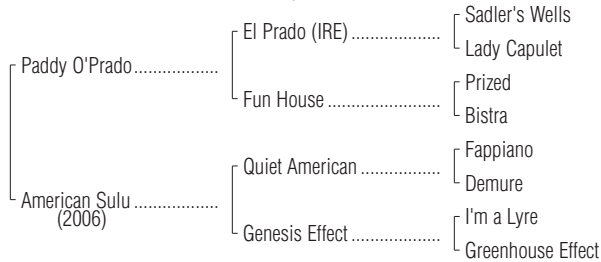 Sadler's Wells
El Prado (IRE) ....................
Lady Capulet
Paddy O'Prado...................
Prized
Fun House .........................
Bistra
Fappiano
Quiet American ..................
Demure
American Sulu ...................
(2006)
I'm a Lyre
Genesis Effect ....................
Greenhouse Effect